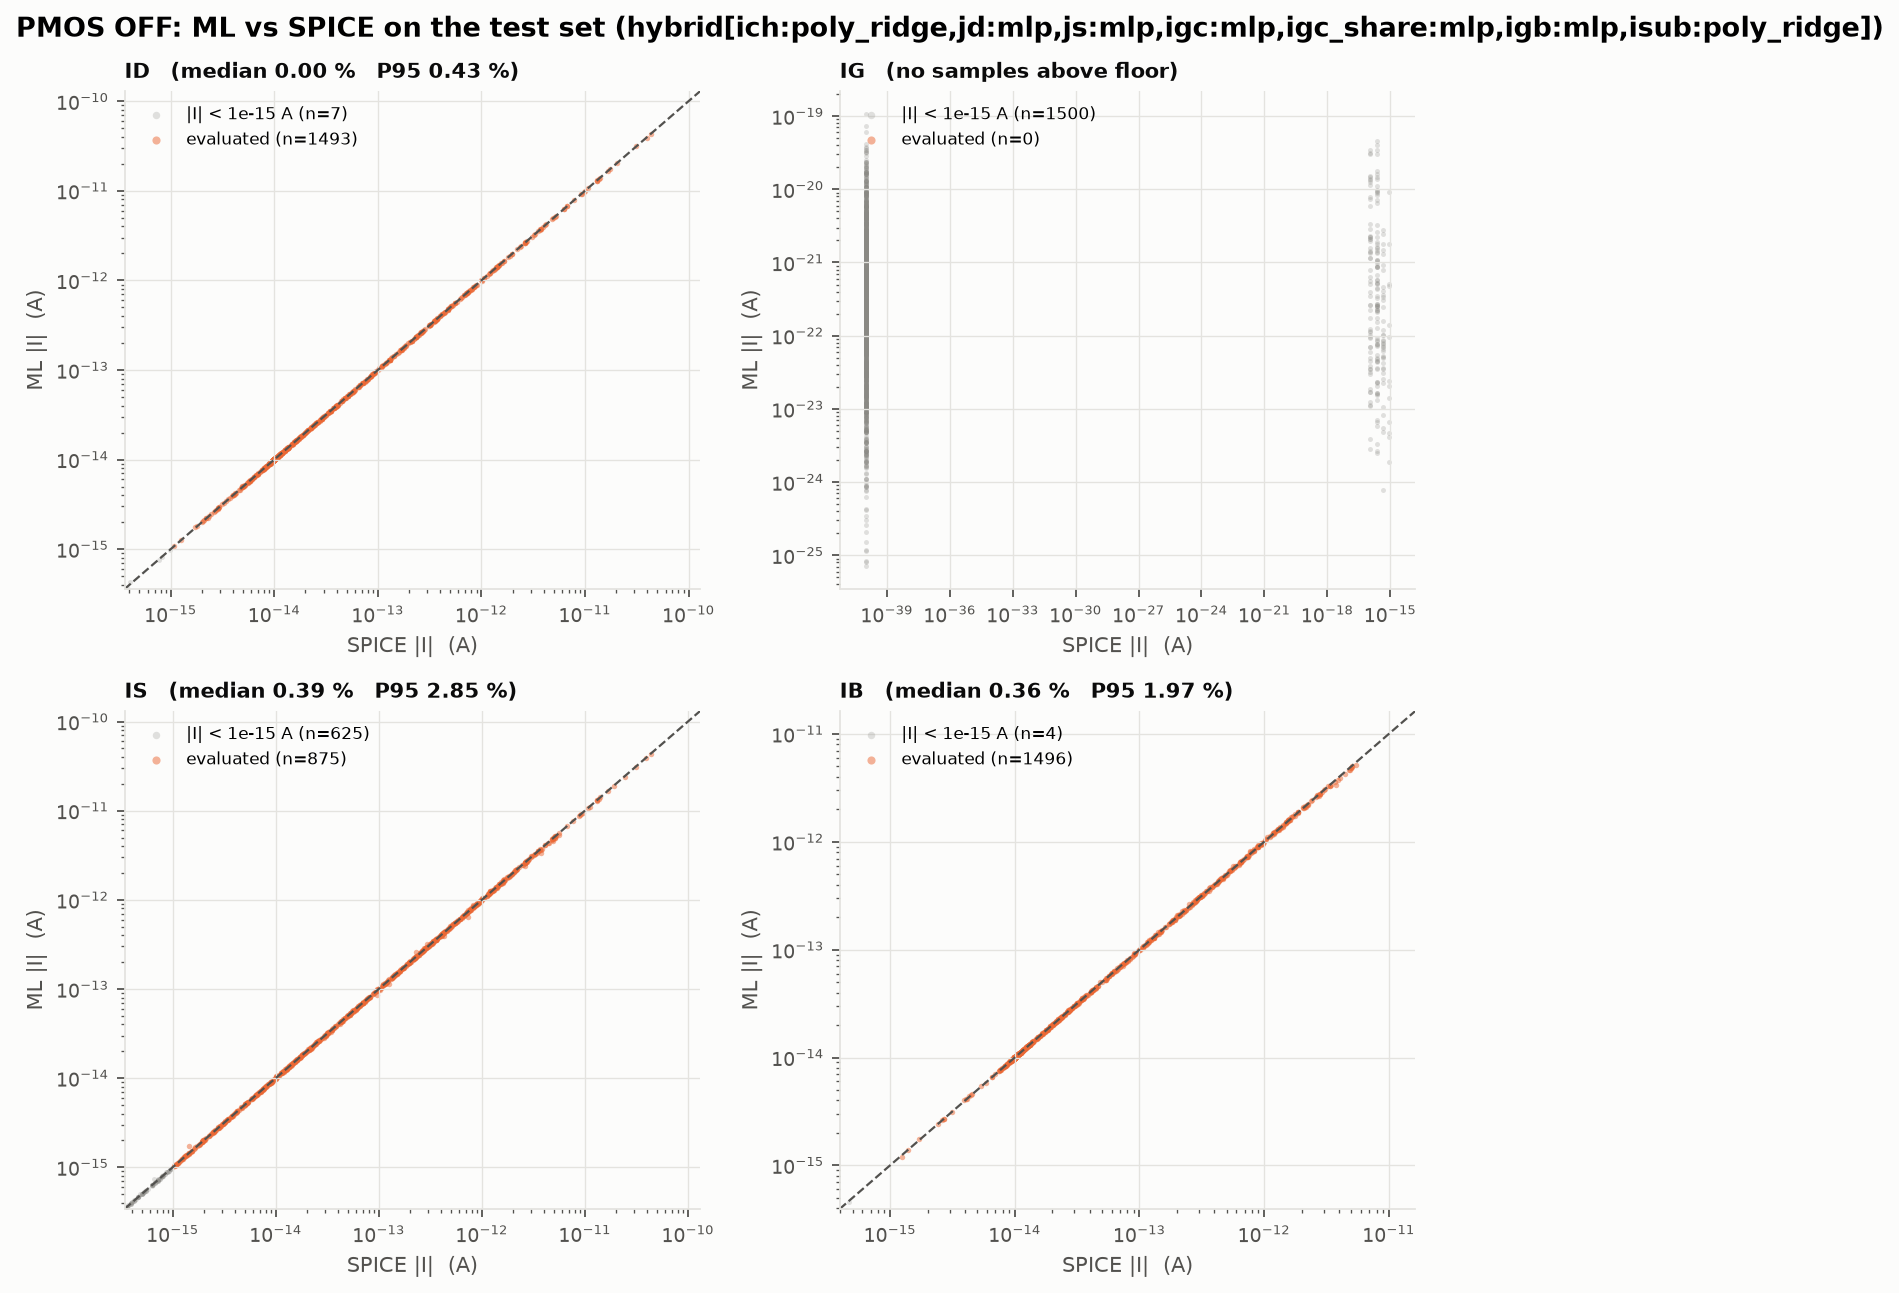 PMOS OFF: ML vs SPICE on the test set (hybrid[ich:poly_ridge,jd:mlp,js:mlp,igc:mlp,igc_share:mlp,igb:mlp,isub:poly_ridge])
ID (median 0.00 % P95 0.43 %)
|I| < 1e-15 A (n=7)
evaluated (n=1493)
10⁻¹⁰
10⁻¹¹
10⁻¹²
10⁻¹³
10⁻¹⁴
10⁻¹⁵
ML |I| (A)
10⁻¹⁵ 10⁻¹⁴ 10⁻¹³ 10⁻¹² 10⁻¹¹ 10⁻¹⁰
SPICE |I| (A)
IG (no samples above floor)
|I| < 1e-15 A (n=1500)
evaluated (n=0)
10⁻¹⁹
10⁻²⁰
10⁻²¹
10⁻²²
10⁻²³
10⁻²⁴
10⁻²⁵
ML |I| (A)
10⁻³⁹ 10⁻³⁶ 10⁻³³ 10⁻³⁰ 10⁻²⁷ 10⁻²⁴ 10⁻²¹ 10⁻¹⁸ 10⁻¹⁵
SPICE |I| (A)
IS (median 0.39 % P95 2.85 %)
|I| < 1e-15 A (n=625)
evaluated (n=875)
10⁻¹⁰
10⁻¹¹
10⁻¹²
10⁻¹³
10⁻¹⁴
10⁻¹⁵
ML |I| (A)
10⁻¹⁵ 10⁻¹⁴ 10⁻¹³ 10⁻¹² 10⁻¹¹ 10⁻¹⁰
SPICE |I| (A)
IB (median 0.36 % P95 1.97 %)
|I| < 1e-15 A (n=4)
evaluated (n=1496)
10⁻¹¹
10⁻¹²
10⁻¹³
10⁻¹⁴
10⁻¹⁵
ML |I| (A)
10⁻¹⁵ 10⁻¹⁴ 10⁻¹³ 10⁻¹² 10⁻¹¹
SPICE |I| (A)